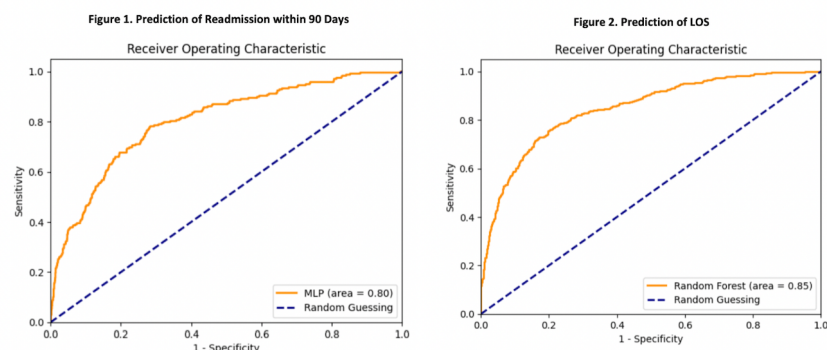 Figure 1. Prediction of Readmission within 90 Days
Receiver Operating Characteristic
1.0
0.8
0.6
0.4
0.2
0.0
Sensitivity
MLP (area = 0.80)
Random Guessing
0.0 0.2 0.4 0.6 0.8 1.0
1 - Specificity
Figure 2. Prediction of LOS
Receiver Operating Characteristic
1.0
0.8
0.6
0.4
0.2
0.0
Sensitivity
Random Forest (area = 0.85)
Random Guessing
0.0 0.2 0.4 0.6 0.8 1.0
1 - Specificity